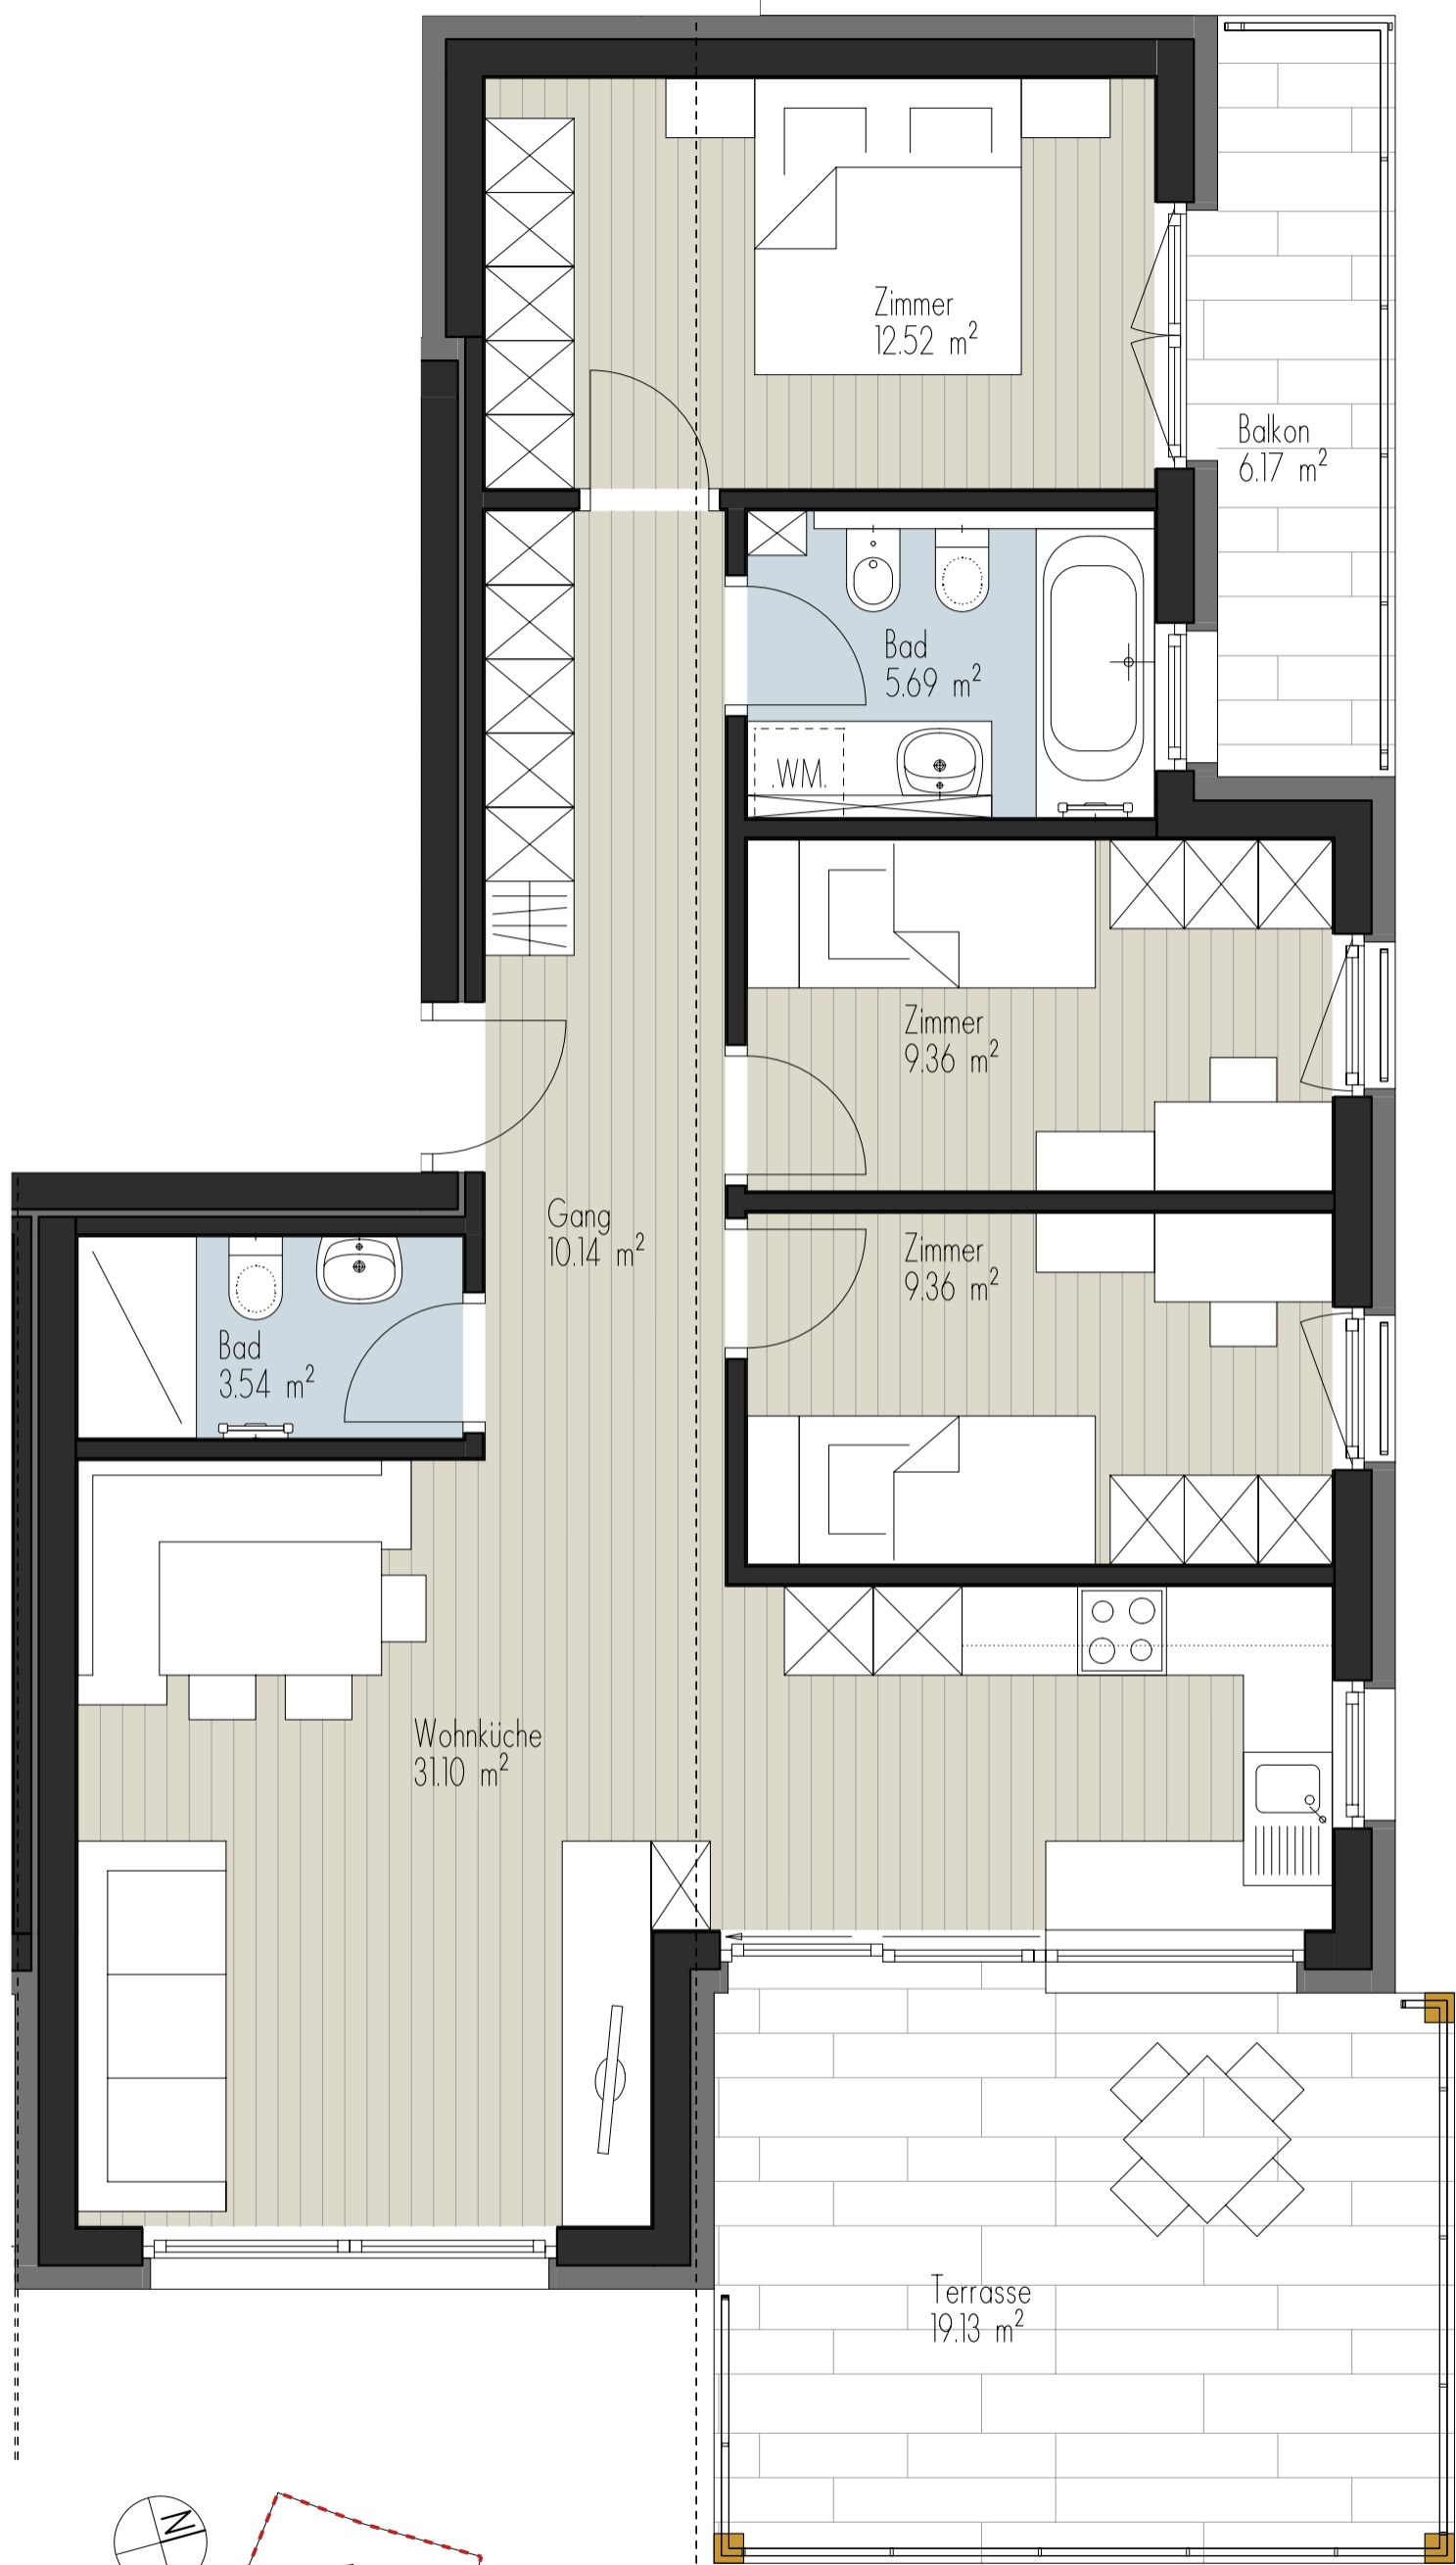 Zimmer
12.52 m²
Balkon
6.17 m²
Bad
5.69 m²
.WM.
Zimmer
9.36 m²
Gang
10.14 m²
Zimmer
9.36 m²
Bad
3.54 m²
Wohnküche
31.10 m²
Terrasse
19.13 m²
N